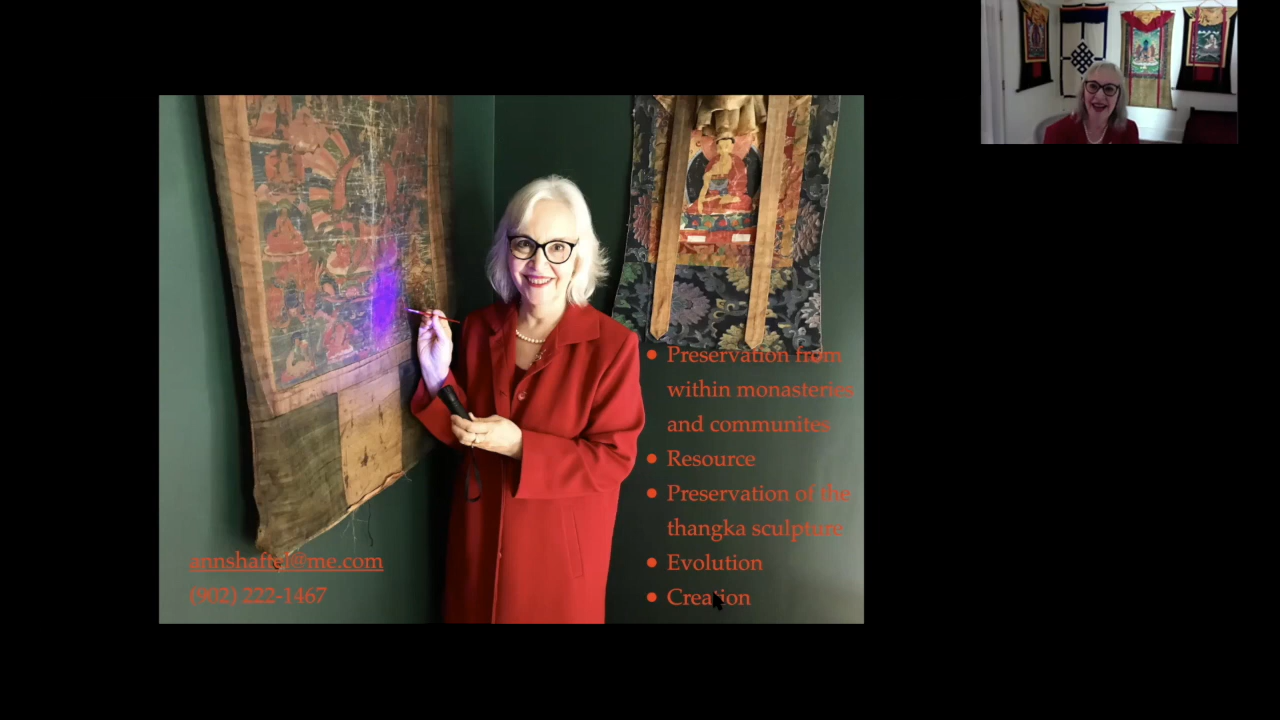 • Preservation from
within monasteries
and communites
• Resource
• Preservation of the
thangka sculpture
• Evolution
• Creation
annshaftel@me.com
(902) 222-1467